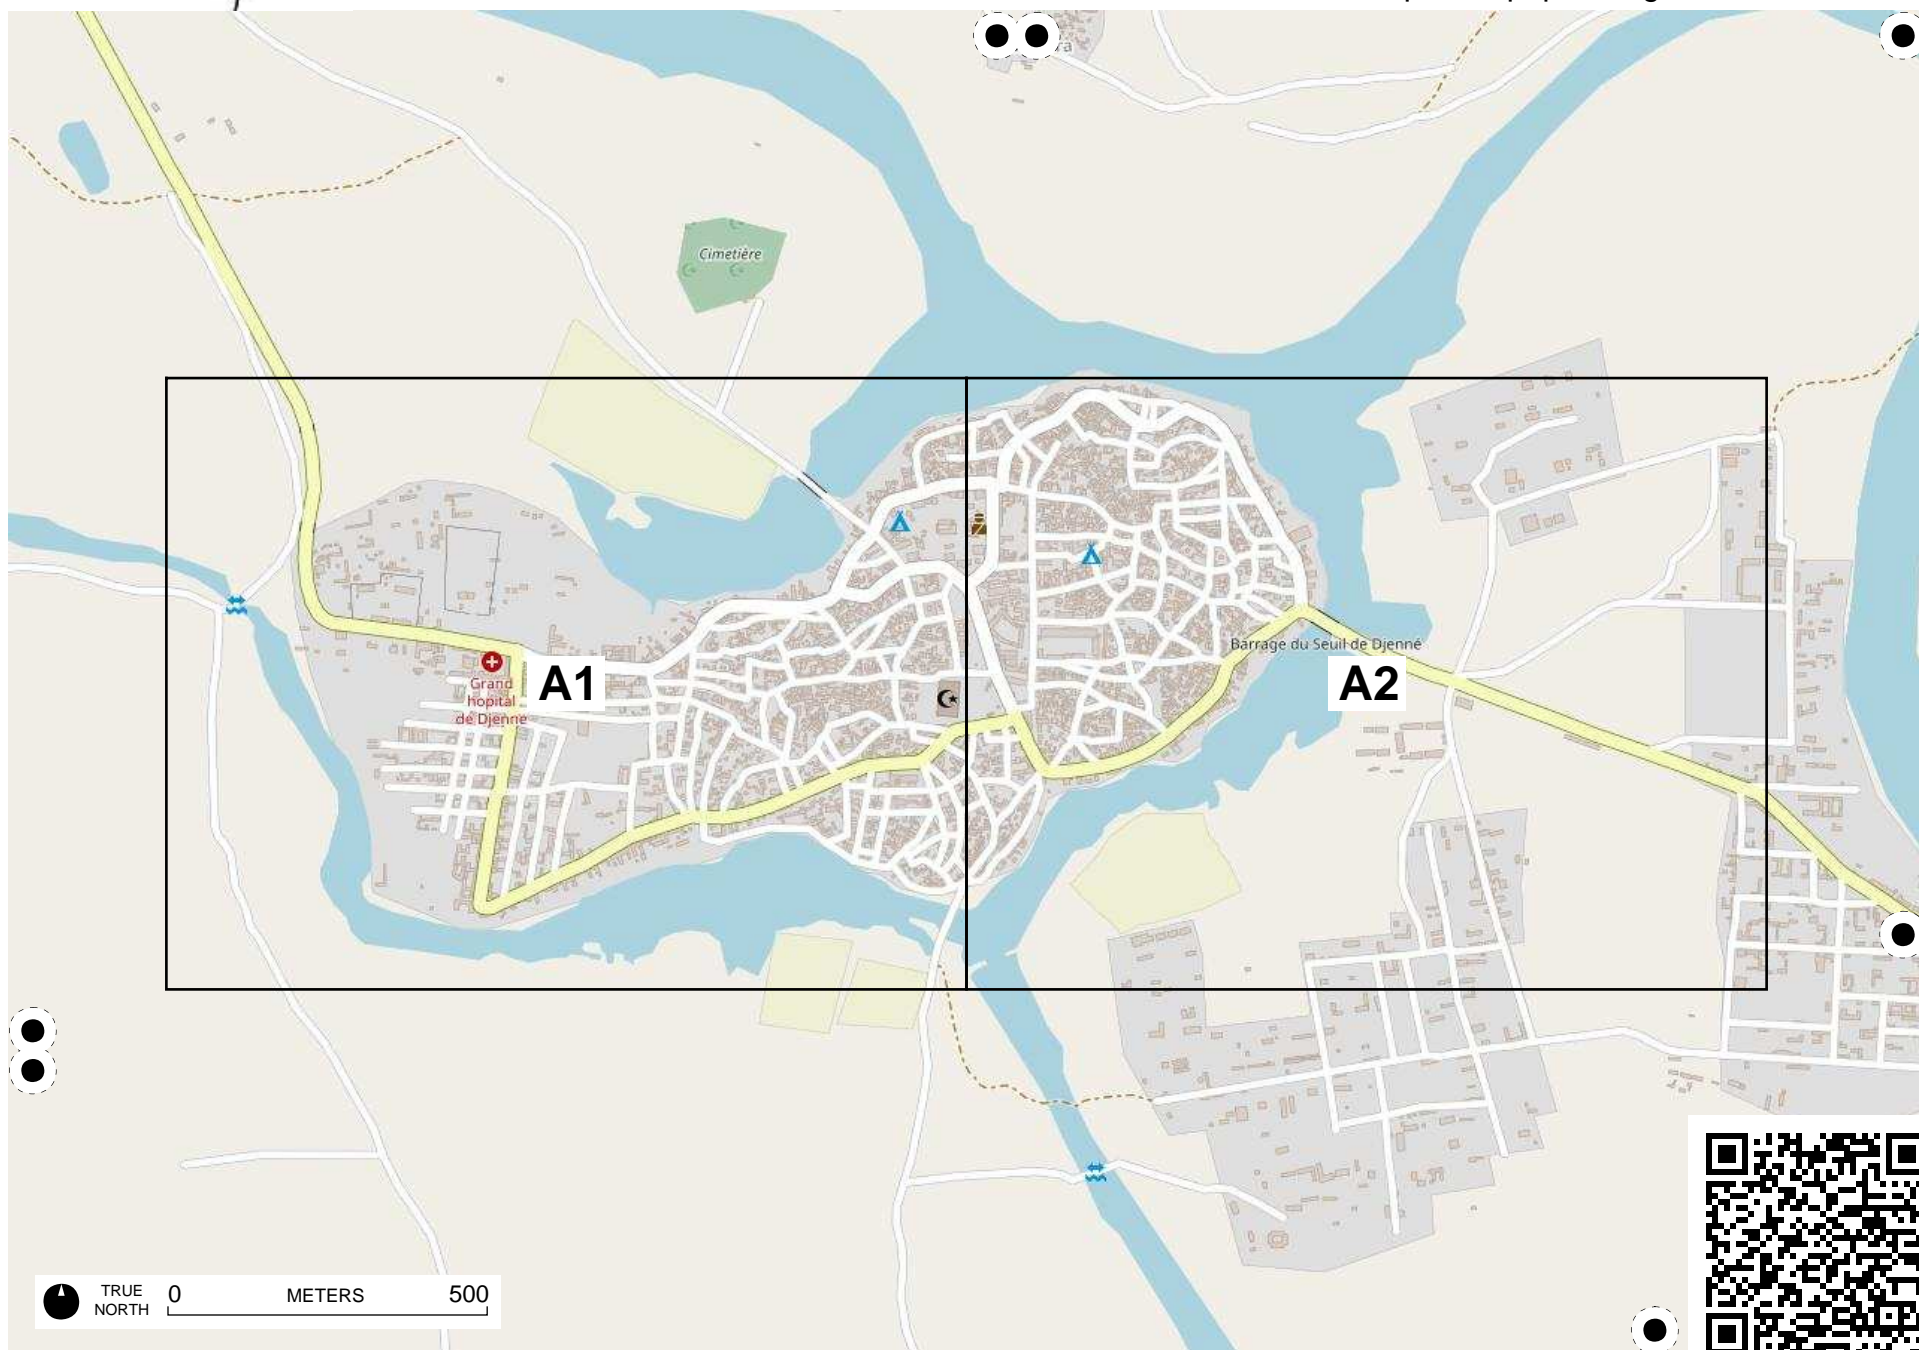 Cimetière
Barrage du Seuil de Djenné
A1
A2
Grand
hopital
de Djenne
TRUE
NORTH
0
METERS
500